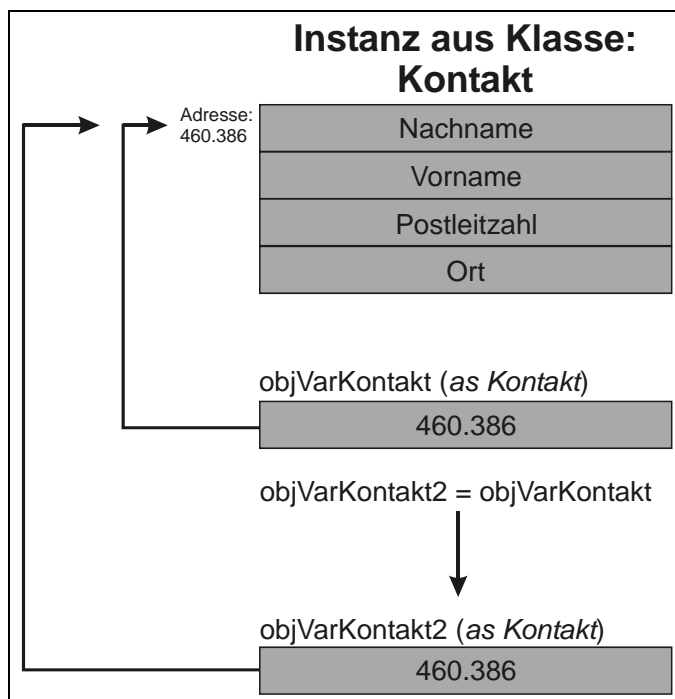 Instanz aus Klasse:
Kontakt
Adresse:
460.386
Nachname
Vorname
Postleitzahl
Ort
objVarKontakt (as Kontakt)
460.386
objVarKontakt2 = objVarKontakt
objVarKontakt2 (as Kontakt)
460.386